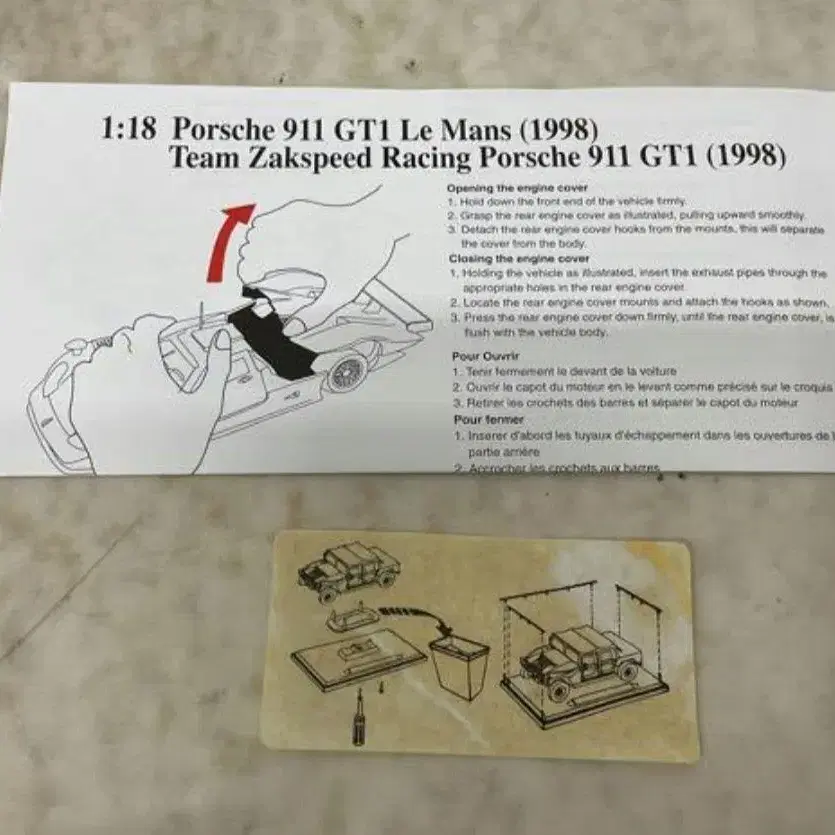 1:18 Porsche 911 GT1 Le Mans (1998)
Team Zakspeed Racing Porsche 911 GT1 (1998)
Opening the engine cover
1. Hold down the front end of the vehicle firmly.
2. Grasp the rear engine cover as illustrated, pulling upward smoothly.
3. Detach the rear engine cover hooks from the mounts, this will separate
the cover from the body.
Closing the engine cover
1. Holding the vehicle as illustrated, insert the exhaust pipes through the
appropriate holes in the rear engine cover.
2. Locate the rear engine cover mounts and attach the hooks as shown.
3. Press the rear engine cover down firmly, until the rear engine cover, is
flush with the vehicle body.
Pour Ouvrir
1. Tenir fermement le devant de la voiture
2. Ouvrir le capot du moteur en le levant comme précisé sur le croquis
3. Retirer les crochets des barres et séparer le capot du moteur
Pour fermer
1. Inserer d'abord les tuyaux d'échappement dans les ouvertures de
partie arrière
2. Accrocher les crochets aux barres